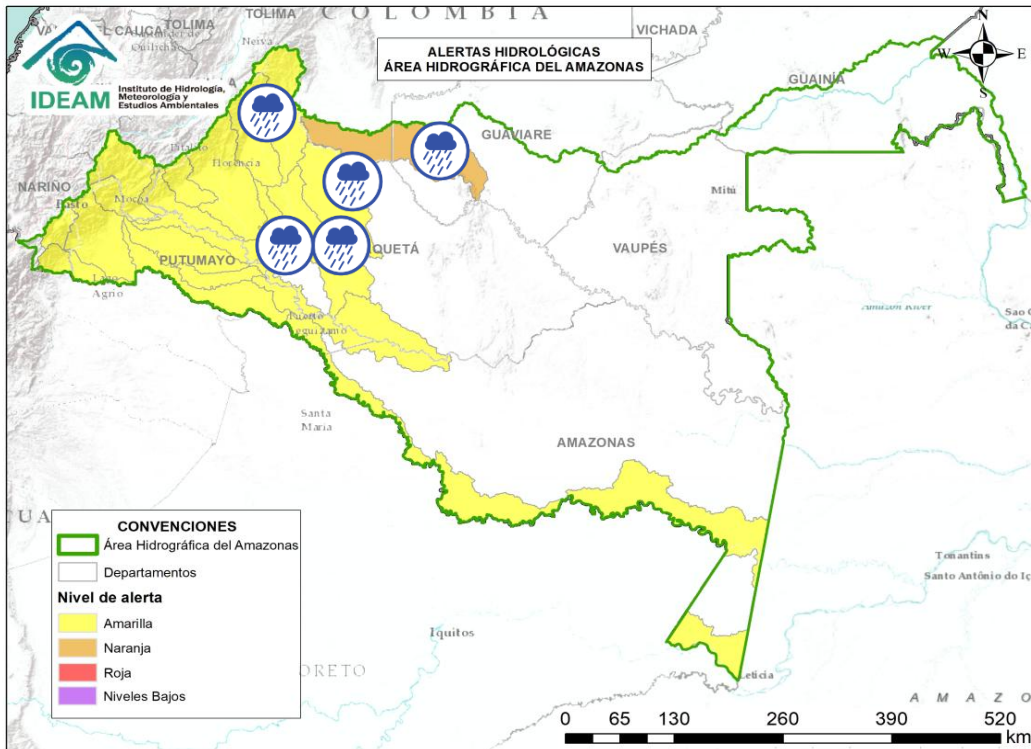 TOLIMA
COLOMBIA
TOLIMA
CAUCA
Neiva
VICHADA
N
W E
S
IDEAM
Instituto de Hidrología,
Meteorología y
Estudios Ambientales
ALERTAS HIDROLÓGICAS
ÁREA HIDROGRÁFICA DEL AMAZONAS
GUAINÍA
GUAVIARE
Florencia
NARIÑO
Pasto
Mocoa
Mitú
QUETÁ
VAUPÉS
PUTUMAYO
Lago
Agrio
Puerto
Leguizamo
Santa
Maria
AMAZONAS
UA
CONVENCIONES
Área Hidrográfica del Amazonas
Departamentos
Nivel de alerta
Amarilla
Naranja
Roja
Niveles Bajos
Iquitos
ORETO
Tonantins
Santo Antônio do Iç
Leticia
AMAZO
0 65 130 260 390 520
km